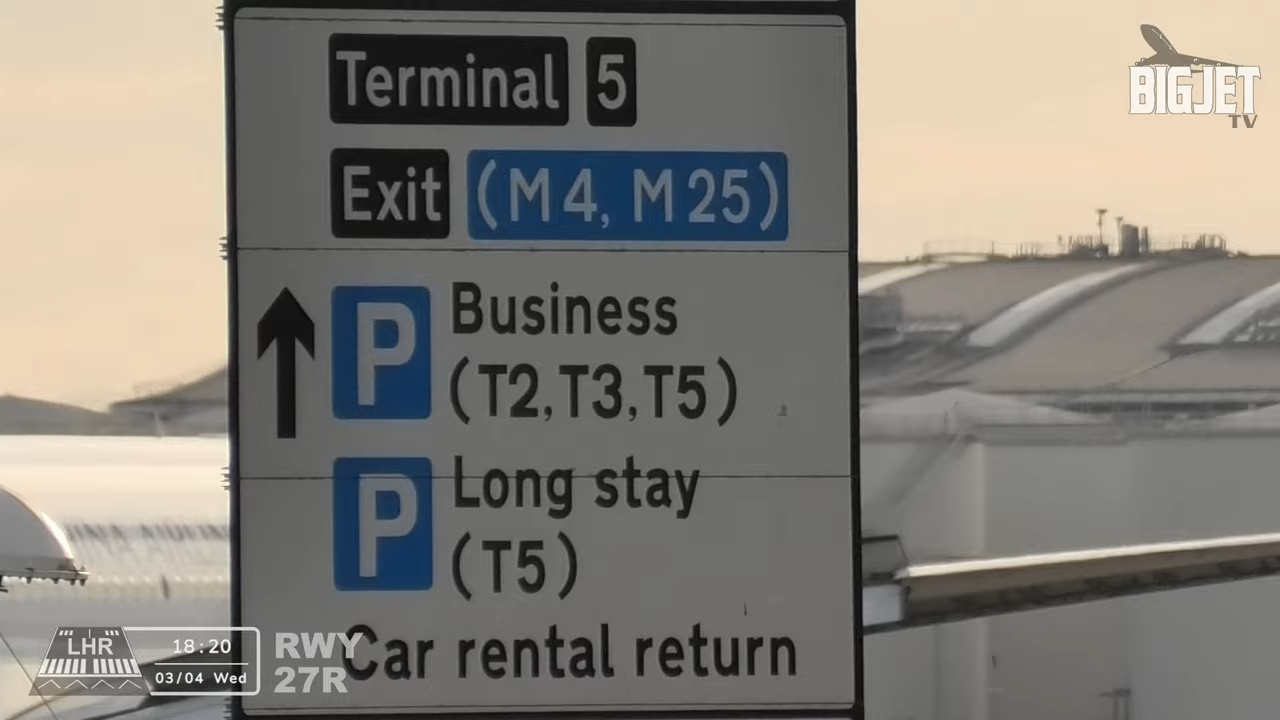 Terminal 5
Exit (M4, M25)
P Business
(T2, T3, T5)
P Long stay
(T5)
Car rental return
BIGJET
TV
LHR
18:20
03/04 Wed
RWY
27R